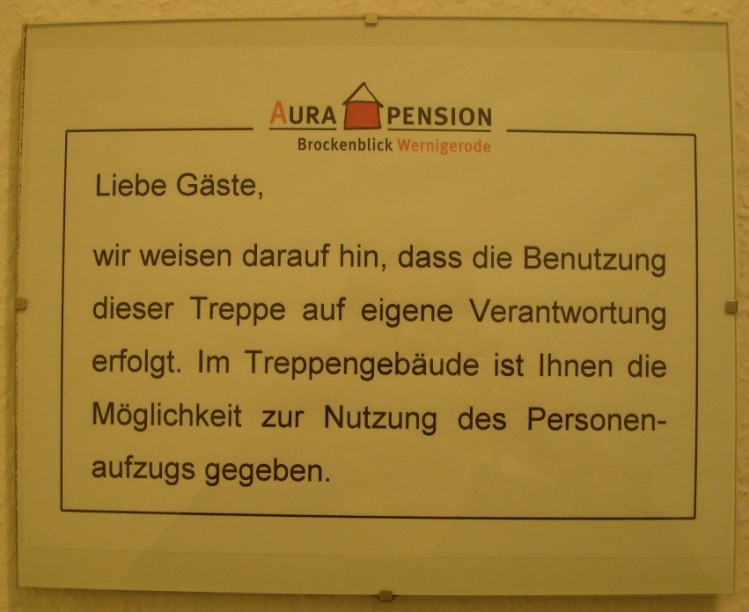 AURA PENSION
Brockenblick Wernigerode
Liebe Gäste,
wir weisen darauf hin, dass die Benutzung
dieser Treppe auf eigene Verantwortung
erfolgt. Im Treppengebäude ist Ihnen die
Möglichkeit zur Nutzung des Personen-
aufzugs gegeben.